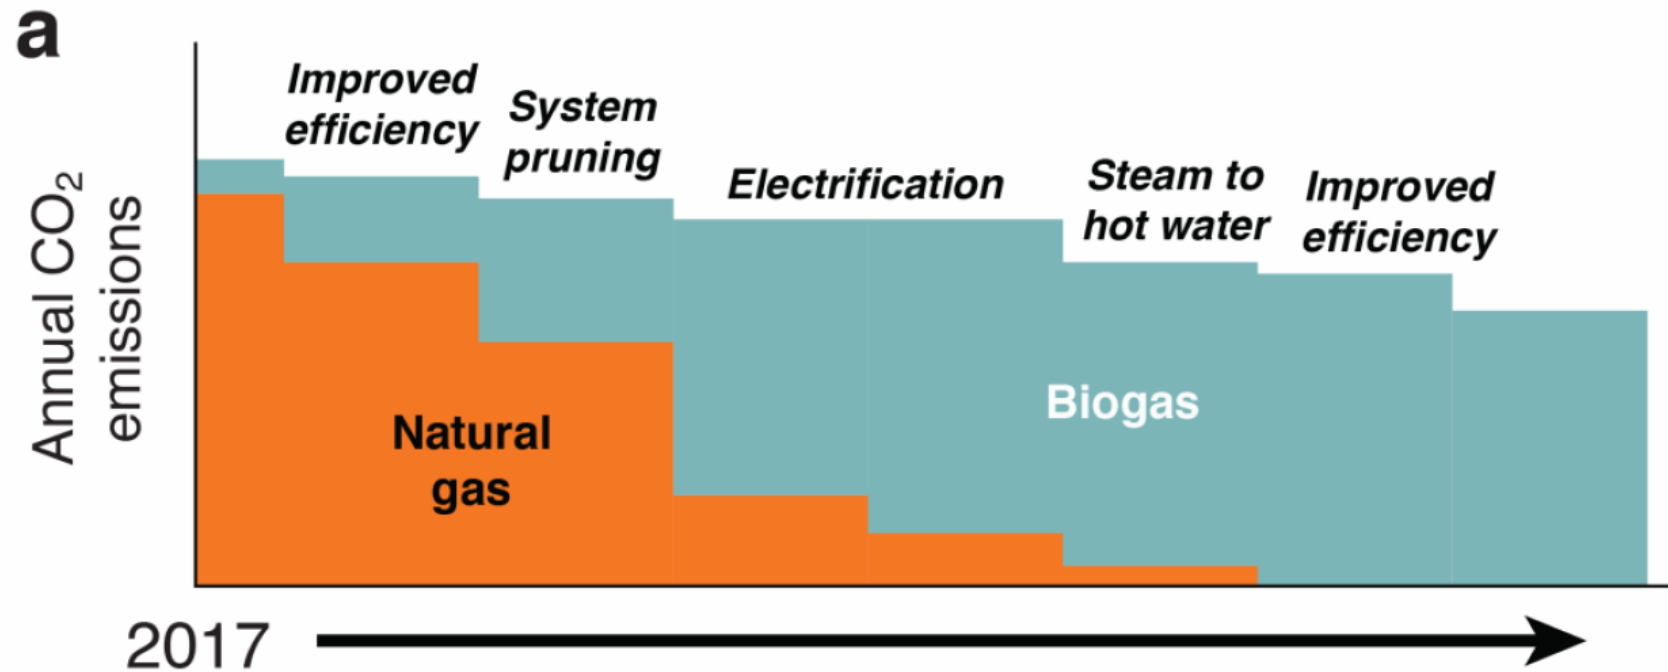 a
Annual CO₂
emissions
Improved
efficiency
System
pruning
Electrification
Steam to
hot water
Improved
efficiency
Natural
gas
Biogas
2017